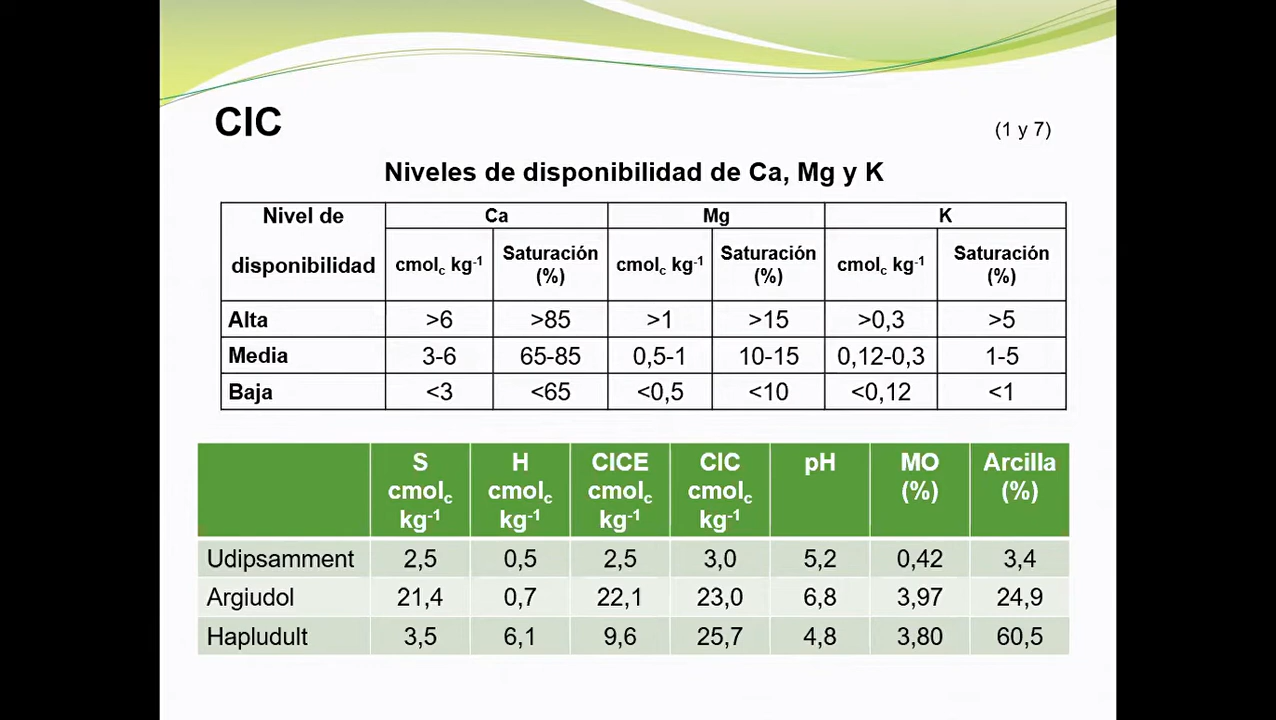 CIC
(1 y 7)
Niveles de disponibilidad de Ca, Mg y K
Nivel de disponibilidad Ca Mg K
cmolc kg-1 Saturación (%) cmolc kg-1 Saturación (%) cmolc kg-1 Saturación (%)
Alta >6 >85 >1 >15 >0,3 >5
Media 3-6 65-85 0,5-1 10-15 0,12-0,3 1-5
Baja <3 <65 <0,5 <10 <0,12 <1
S cmolc kg-1 H cmolc kg-1 CICE cmolc kg-1 CIC cmolc kg-1 pH MO (%) Arcilla (%)
Udipsamment 2,5 0,5 2,5 3,0 5,2 0,42 3,4
Argiudol 21,4 0,7 22,1 23,0 6,8 3,97 24,9
Hapludult 3,5 6,1 9,6 25,7 4,8 3,80 60,5